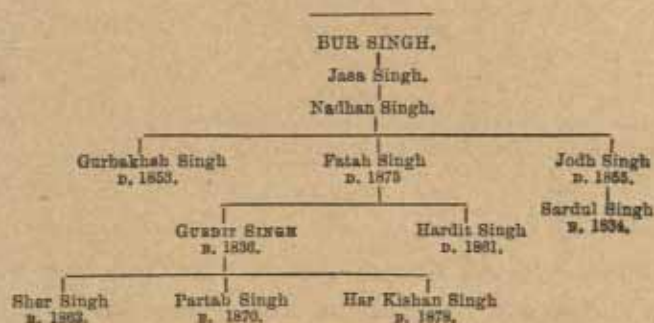 BUR SINGH.
Jasa Singh.
Nadhan Singh.
Gurbakhsh Singh Fatah Singh Jodh Singh
D. 1853. D. 1875 D. 1855.
Sardul Singh
B. 1834.
GURDIT SINGH Hardit Singh
B. 1836. D. 1861.
Sher Singh Partab Singh Har Kishan Singh
B. 1863. B. 1870. D. 1878.